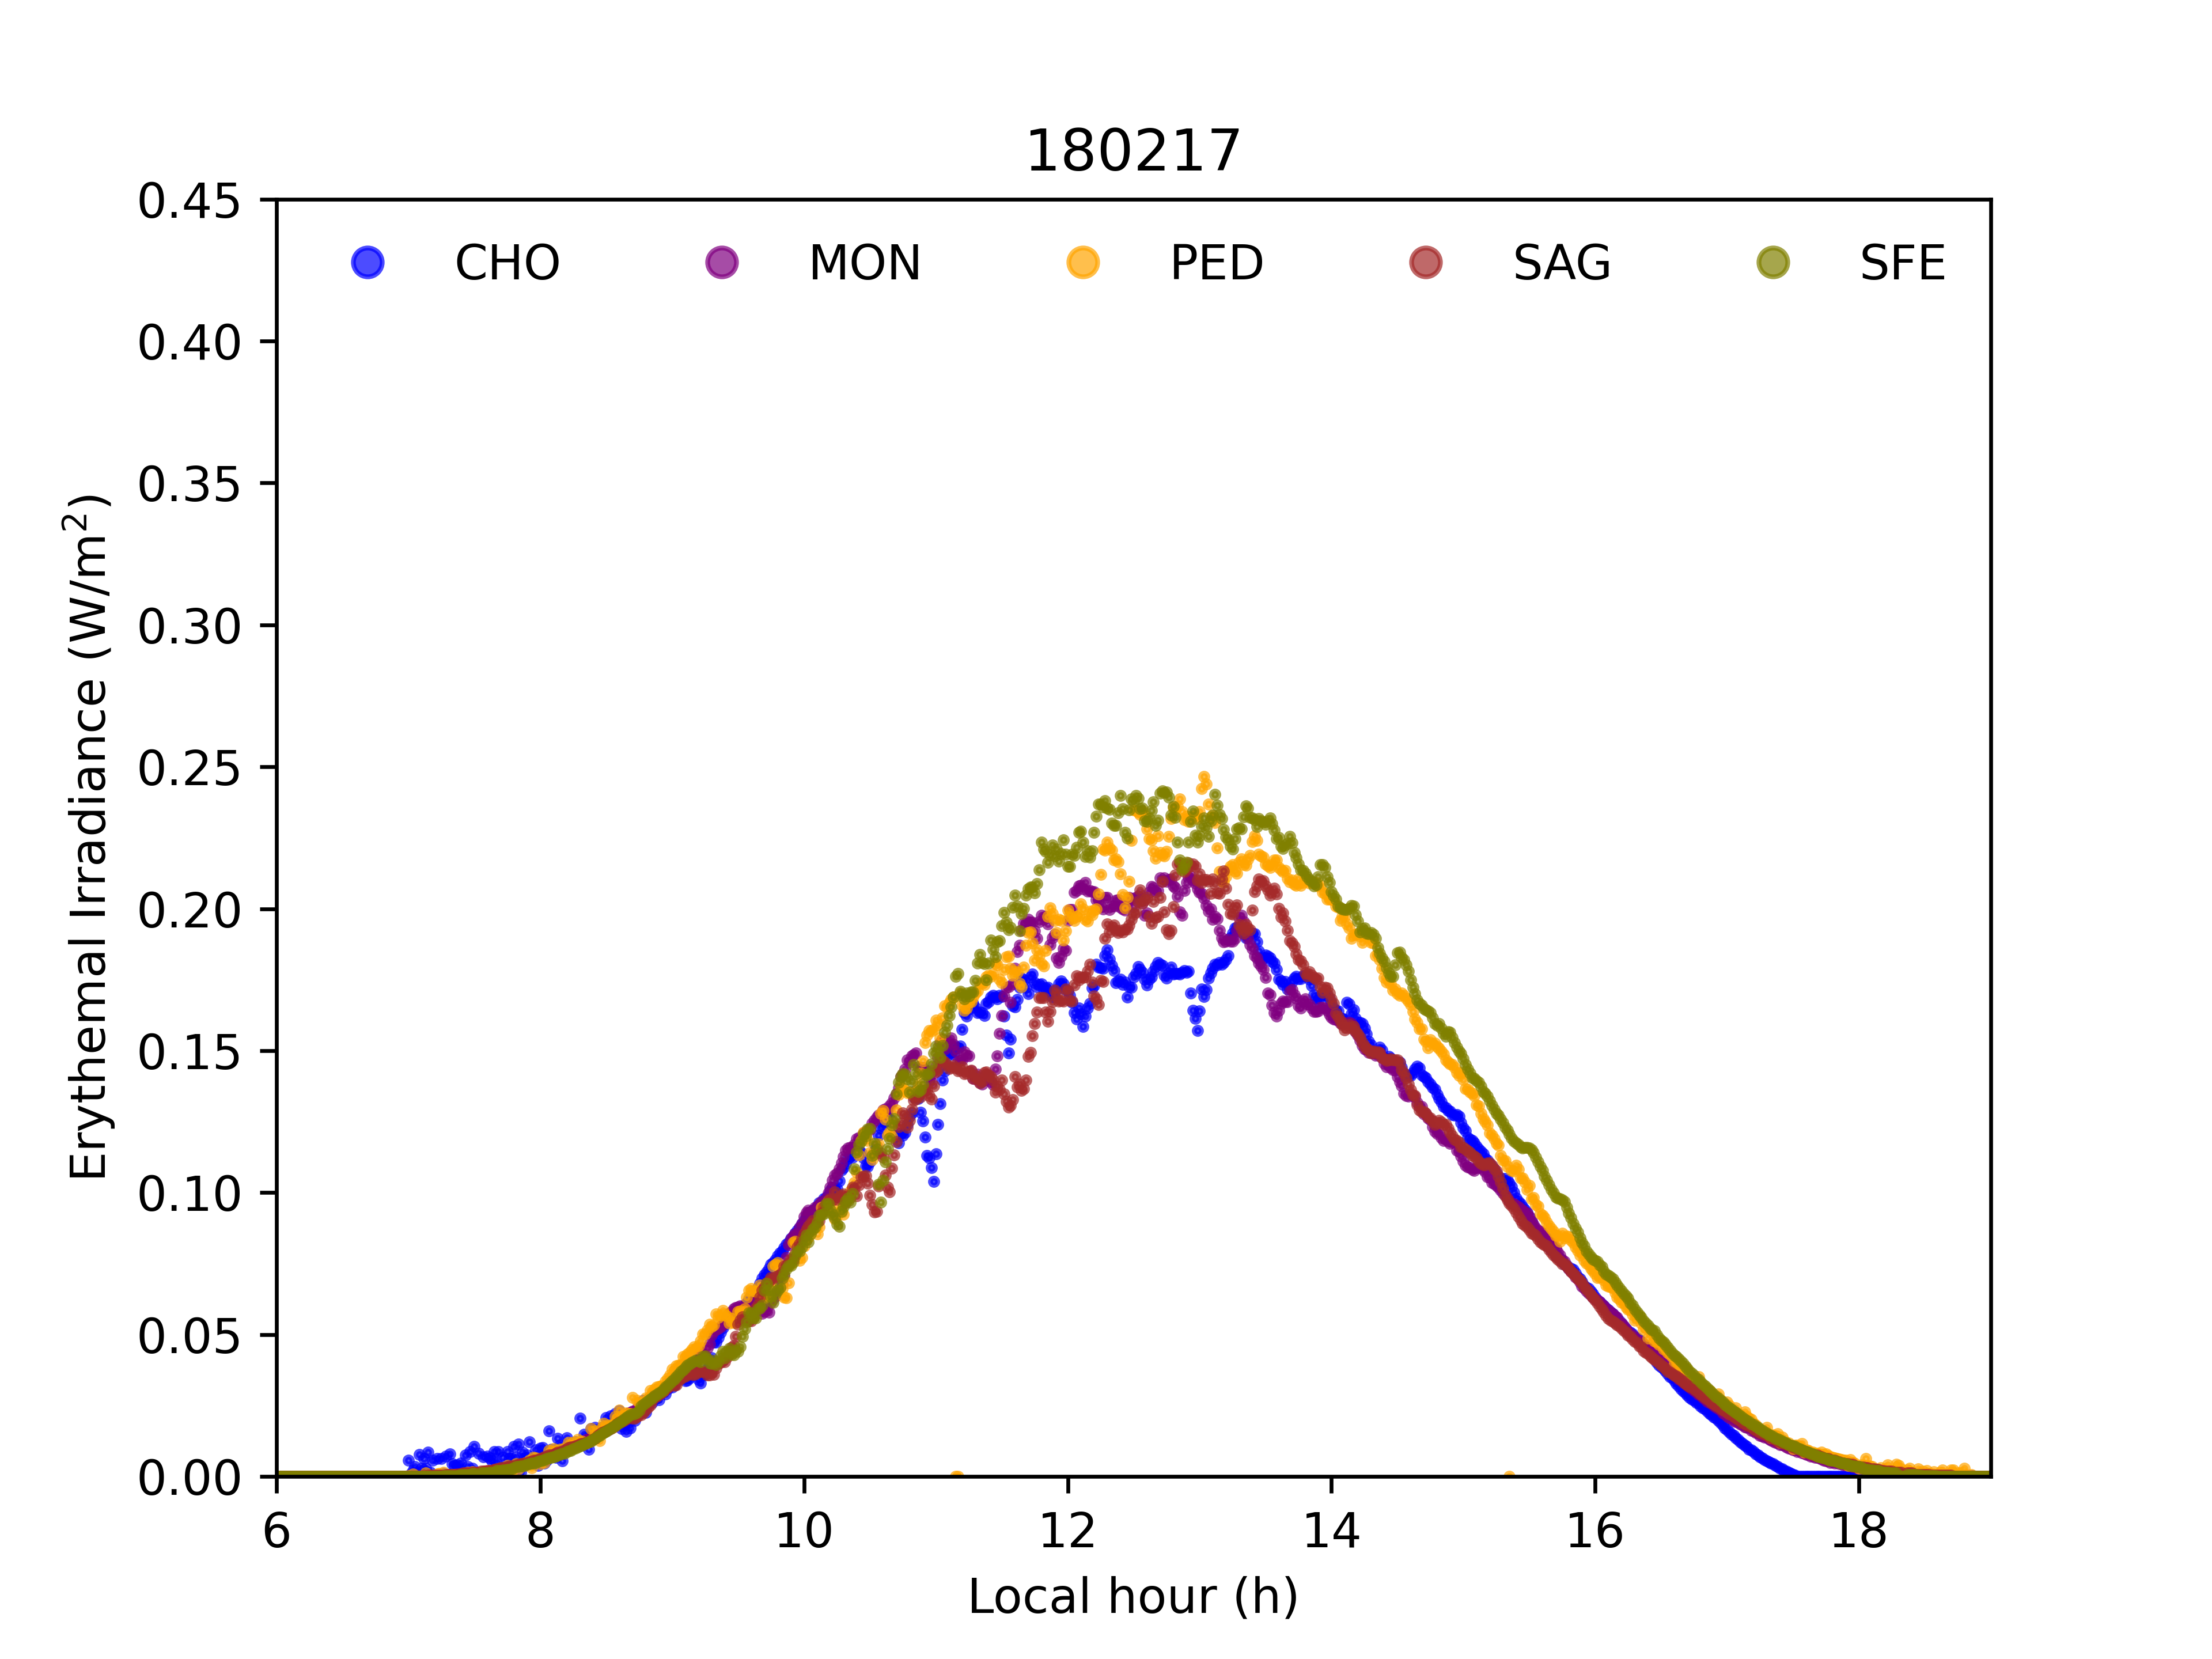 180217
CHO MON PED SAG SFE
0.45
0.40
0.35
0.30
0.25
0.20
0.15
0.10
0.05
0.00
Erythemal Irradiance (W/m²)
6 8 10 12 14 16 18
Local hour (h)